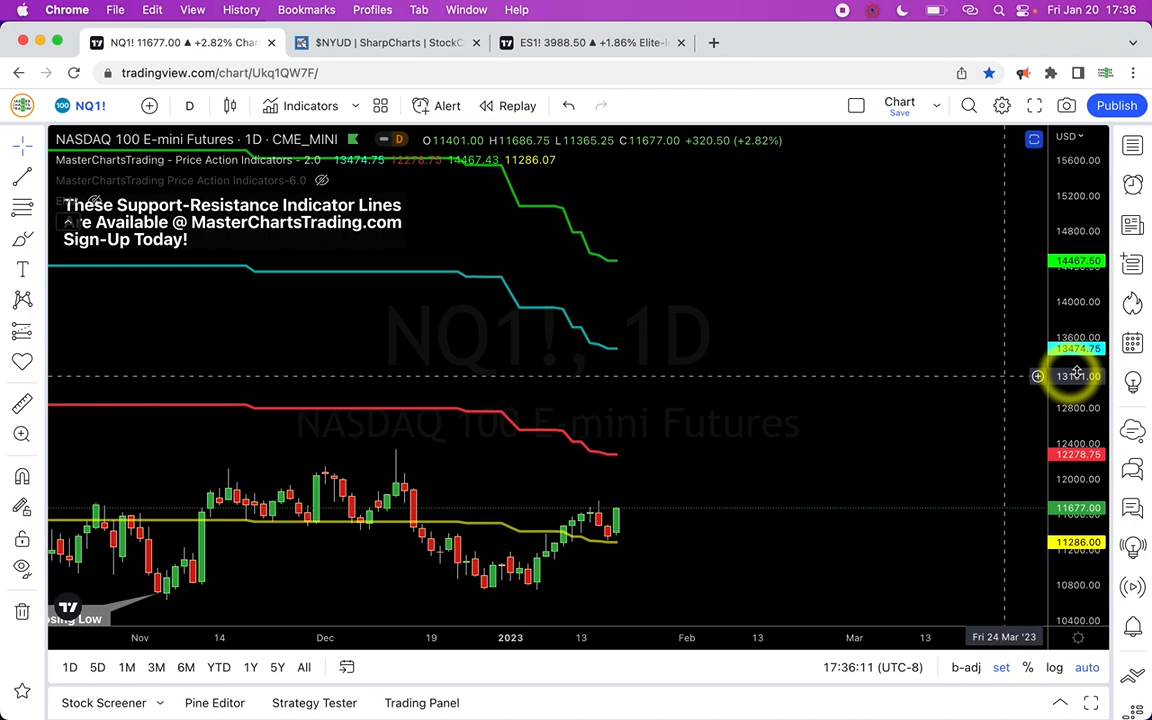 Chrome File Edit View History Bookmarks Profiles Tab Window Help Fri Jan 20 17:36
NQ1! 11677.00 ▲ +2.82% Char
$NYUD | SharpCharts | StockC
ES1! 3988.50 ▲ +1.86% Elite-
tradingview.com/chart/Ukq1QW7F/
100 NQ1! D Indicators Alert Replay Chart Publish
Save
NASDAQ 100 E-mini Futures · 1D · CME_MINI D O11401.00 H11686.75 L11365.25 C11677.00 +320.50 (+2.82%)
USD
MasterChartsTrading - Price Action Indicators - 2.0 13474.75 12278.75 14467.43 11286.07
MasterChartsTrading Price Action Indicators-6.0
These Support-Resistance Indicator Lines
Are Available @ MasterChartsTrading.com
Sign-Up Today!
NQ1!, 1D
NASDAQ 100 E-mini Futures
15600.00
15200.00
14800.00
14467.50
14400.00
14000.00
13600.00
13474.75
12800.00
12400.00
12278.75
12000.00
11677.00
11286.00
10800.00
10400.00
Low
Nov 14 Dec 19 2023 13 Feb 13 Mar 13 Fri 24 Mar '23
1D 5D 1M 3M 6M YTD 1Y 5Y All 17:36:11 (UTC-8) b-adj set % log auto
Stock Screener Pine Editor Strategy Tester Trading Panel